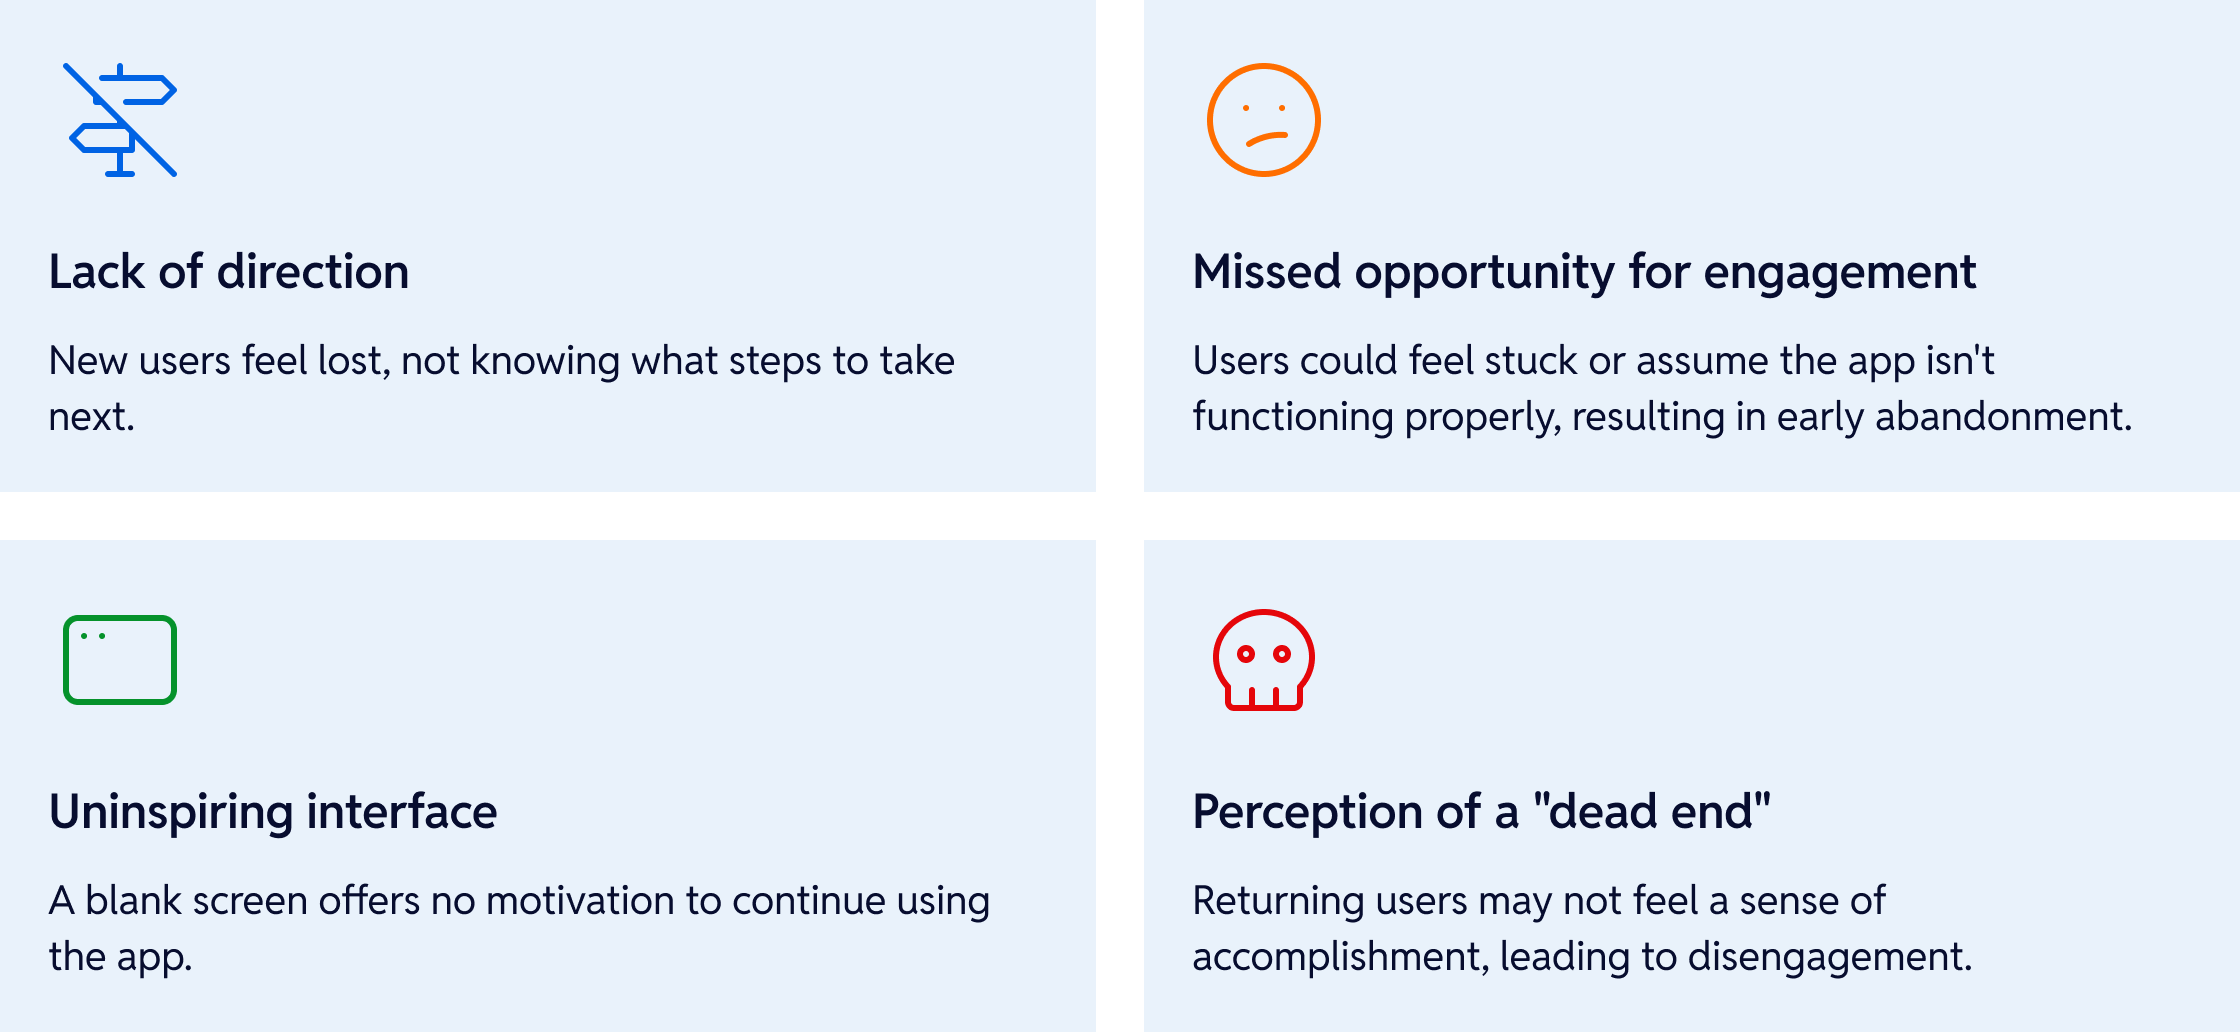 Lack of direction
New users feel lost, not knowing what steps to take
next.
Missed opportunity for engagement
Users could feel stuck or assume the app isn't
functioning properly, resulting in early abandonment.
Uninspiring interface
A blank screen offers no motivation to continue using
the app.
Perception of a "dead end"
Returning users may not feel a sense of
accomplishment, leading to disengagement.